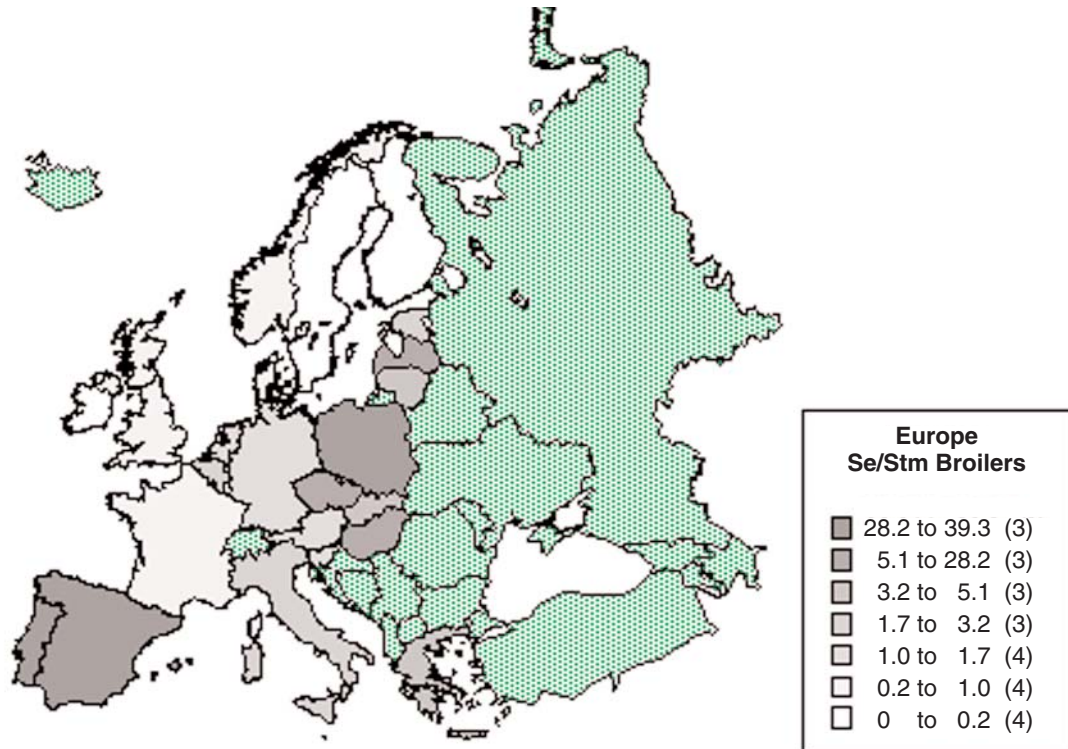 Europe
Se/Stm Broilers
28.2 to 39.3 (3)
5.1 to 28.2 (3)
3.2 to 5.1 (3)
1.7 to 3.2 (3)
1.0 to 1.7 (4)
0.2 to 1.0 (4)
0 to 0.2 (4)